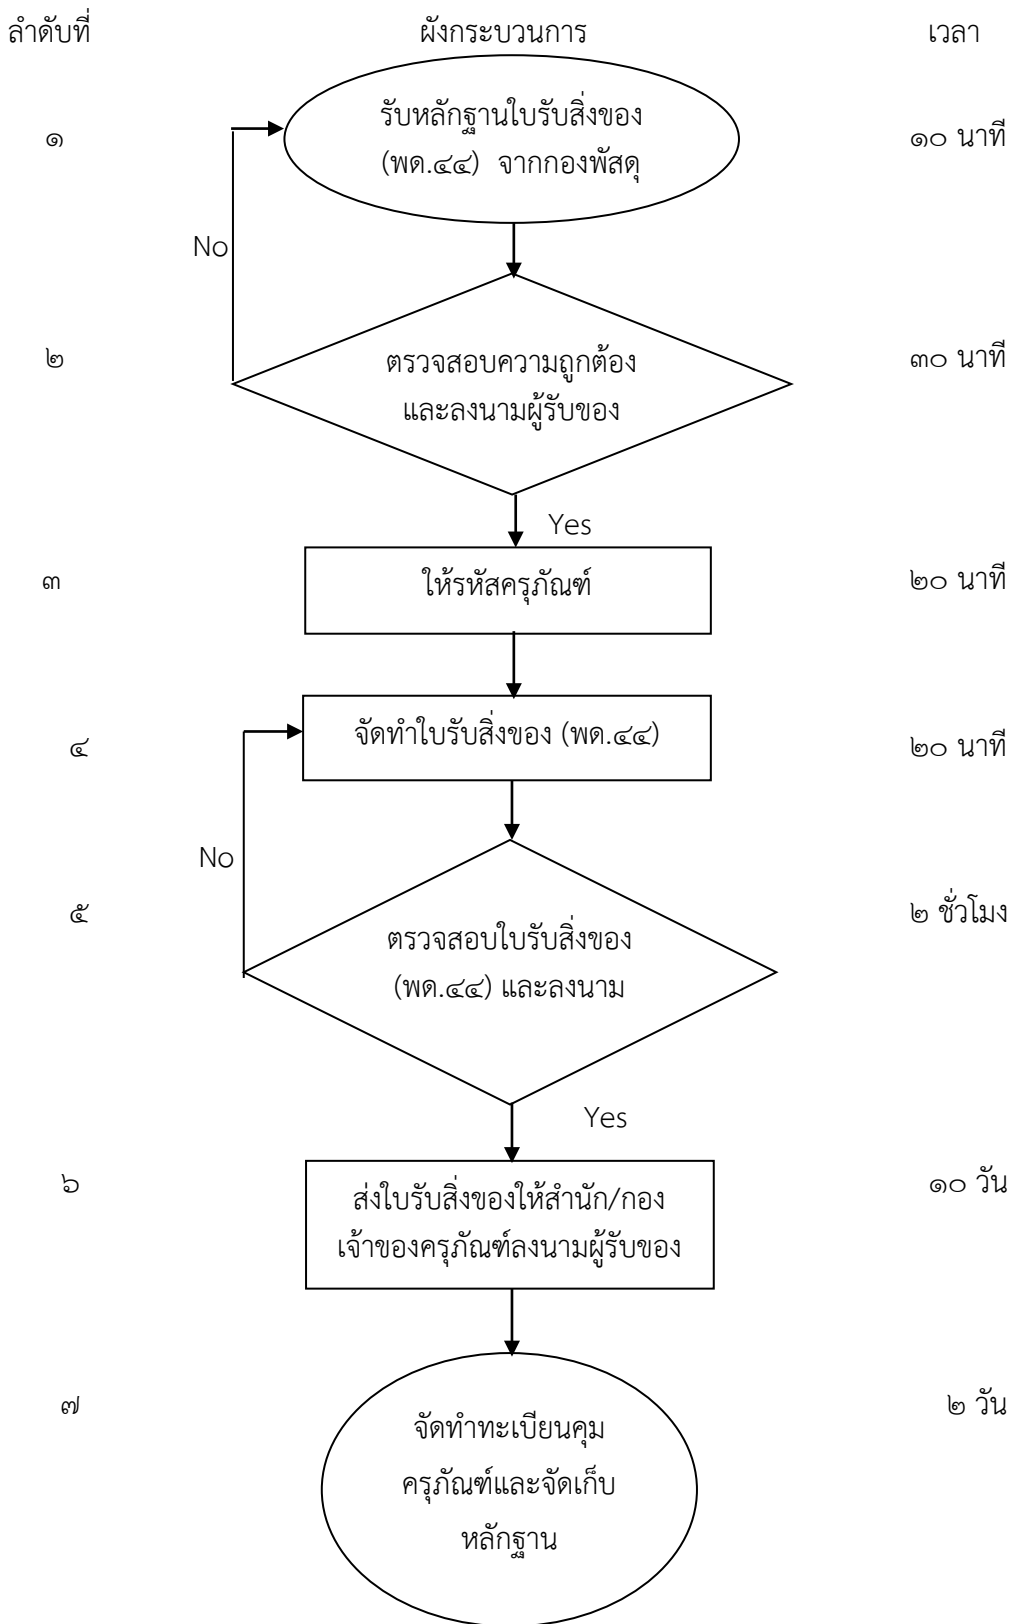 ลำดับที่ ผังกระบวนการ เวลา
๑ รับหลักฐานใบรับสิ่งของ ๑๐ นาที
(พด.๔๔) จากกองพัสดุ
No
๒ ตรวจสอบความถูกต้อง ๓๐ นาที
และลงนามผู้รับของ
Yes
๓ ให้รหัสครุภัณฑ์ ๒๐ นาที
๔ จัดทำใบรับสิ่งของ (พด.๔๔) ๒๐ นาที
No
๕ ตรวจสอบใบรับสิ่งของ ๒ ชั่วโมง
(พด.๔๔) และลงนาม
Yes
๖ ส่งใบรับสิ่งของให้สำนัก/กอง ๑๐ วัน
เจ้าของครุภัณฑ์ลงนามผู้รับของ
๗ จัดทำทะเบียนคุม ๒ วัน
ครุภัณฑ์และจัดเก็บ
หลักฐาน